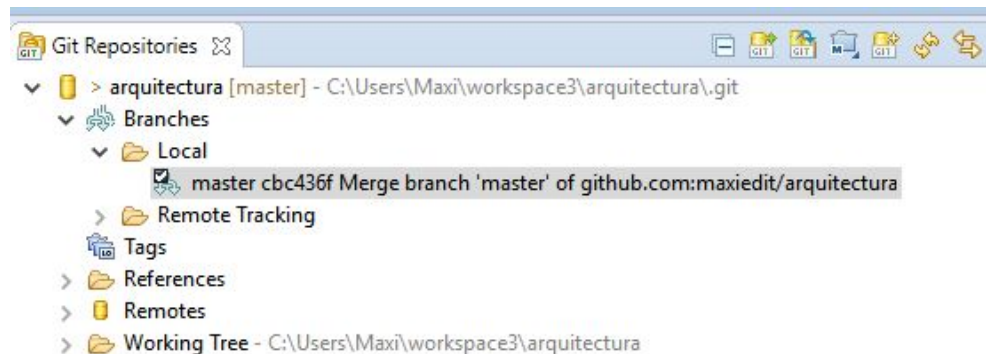 Git Repositories
> arquitectura [master] - C:\Users\Maxi\workspace3\arquitectura\.git
Branches
Local
master cbc436f Merge branch 'master' of github.com:maxiedit/arquitectura
Remote Tracking
Tags
References
Remotes
Working Tree - C:\Users\Maxi\workspace3\arquitectura